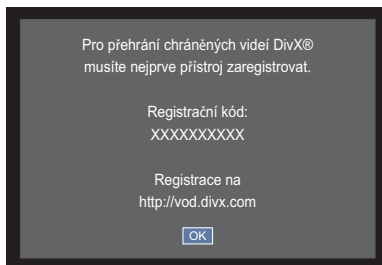 Pro přehrání chráněných videí DivX®
musíte nejprve přístroj zaregistrovat.
Registrační kód:
XXXXXXXXXX
Registrace na
http://vod.divx.com
OK